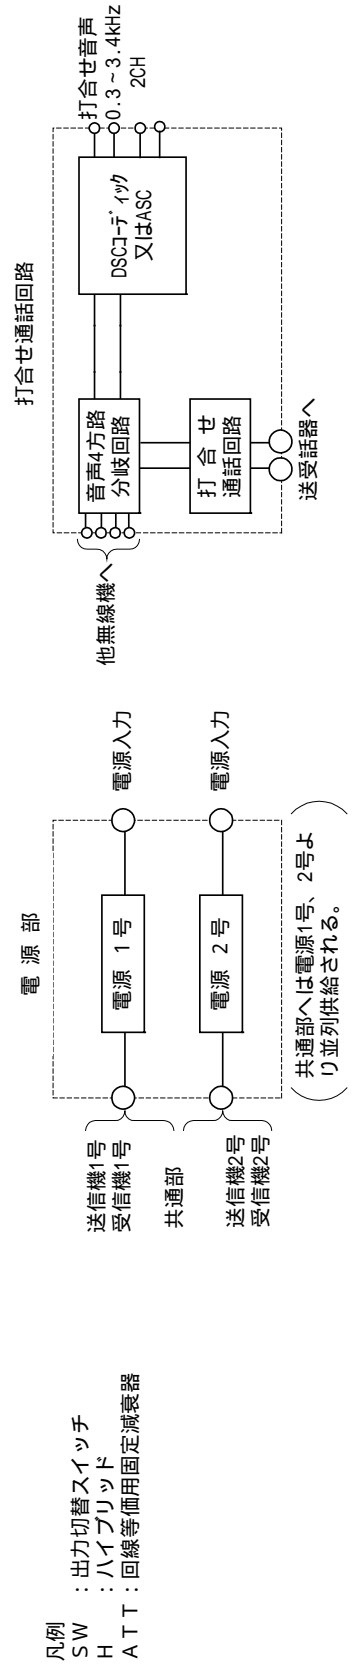 凡例
SW ：出力切替スイッチ
H ：ハイブリッド
ATT：回線等価用固定減衰器
電源部
送信機1号
受信機1号
共通部
送信機2号
受信機2号
電源 1号
電源 2号
電源入力
電源入力
共通部へは電源1号、2号よ
り並列供給される。
打合せ通話回路
他無線機へ
音声4方路
分岐回路
打合せ
通話回路
DSCコーディック
又はASC
打合せ音声
0.3～3.4kHz
2CH
送受話器へ